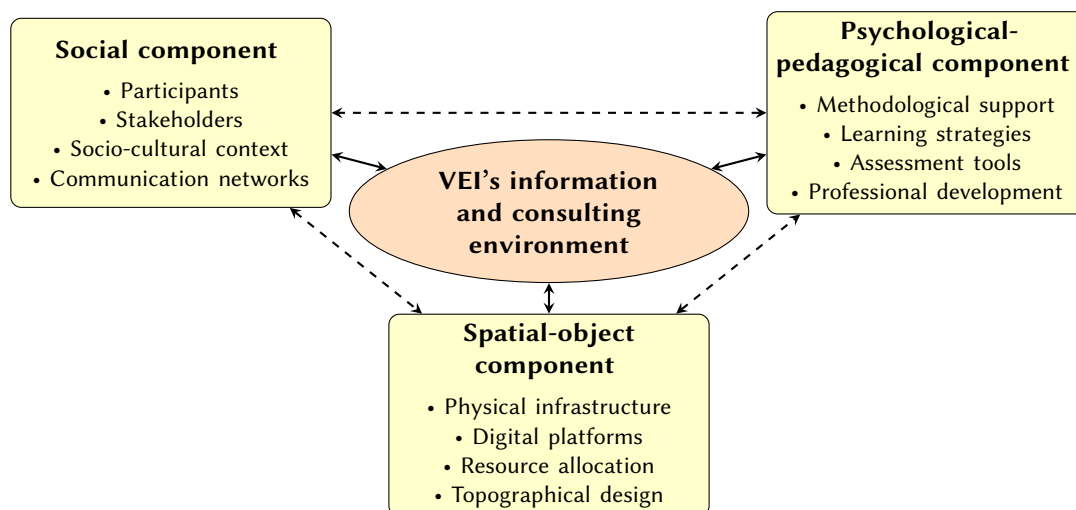 Social component
• Participants
• Stakeholders
• Socio-cultural context
• Communication networks
Psychological-
pedagogical component
• Methodological support
• Learning strategies
• Assessment tools
• Professional development
VEI's information
and consulting
environment
Spatial-object
component
• Physical infrastructure
• Digital platforms
• Resource allocation
• Topographical design